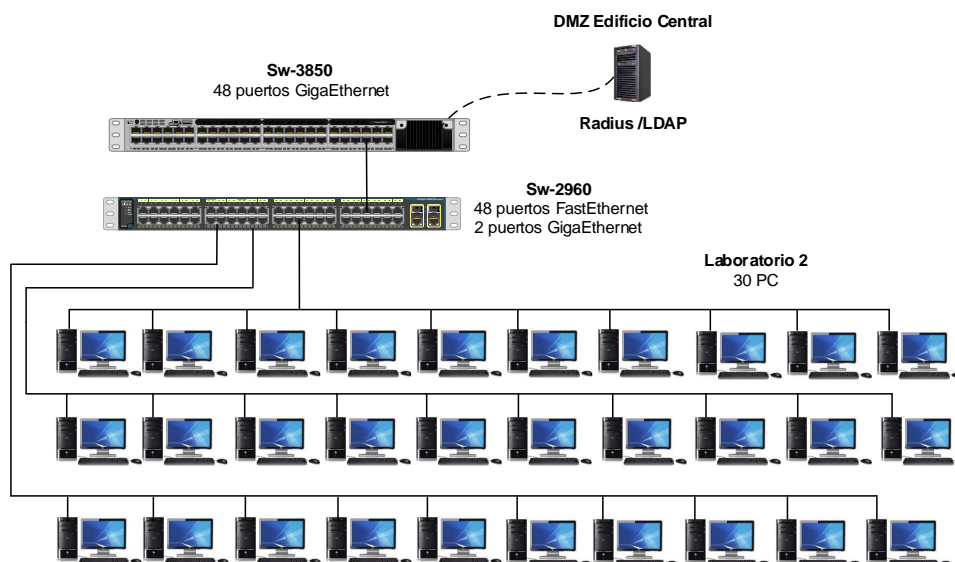 DMZ Edificio Central
Sw-3850
48 puertos GigaEthernet
Radius /LDAP
Sw-2960
48 puertos FastEthernet
2 puertos GigaEthernet
Laboratorio 2
30 PC